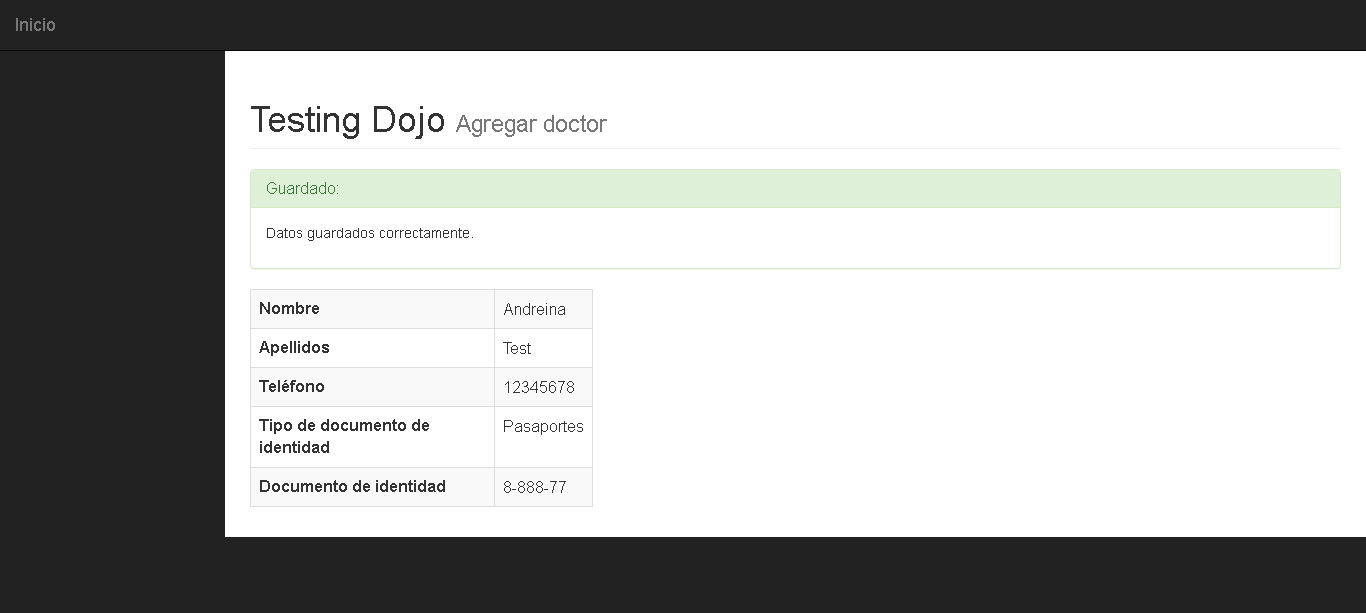 Inicio
Testing Dojo Agregar doctor
Guardado:
Datos guardados correctamente.
Nombre Andreina
Apellidos Test
Teléfono 12345678
Tipo de documento de Pasaportes
identidad
Documento de identidad 8-888-77